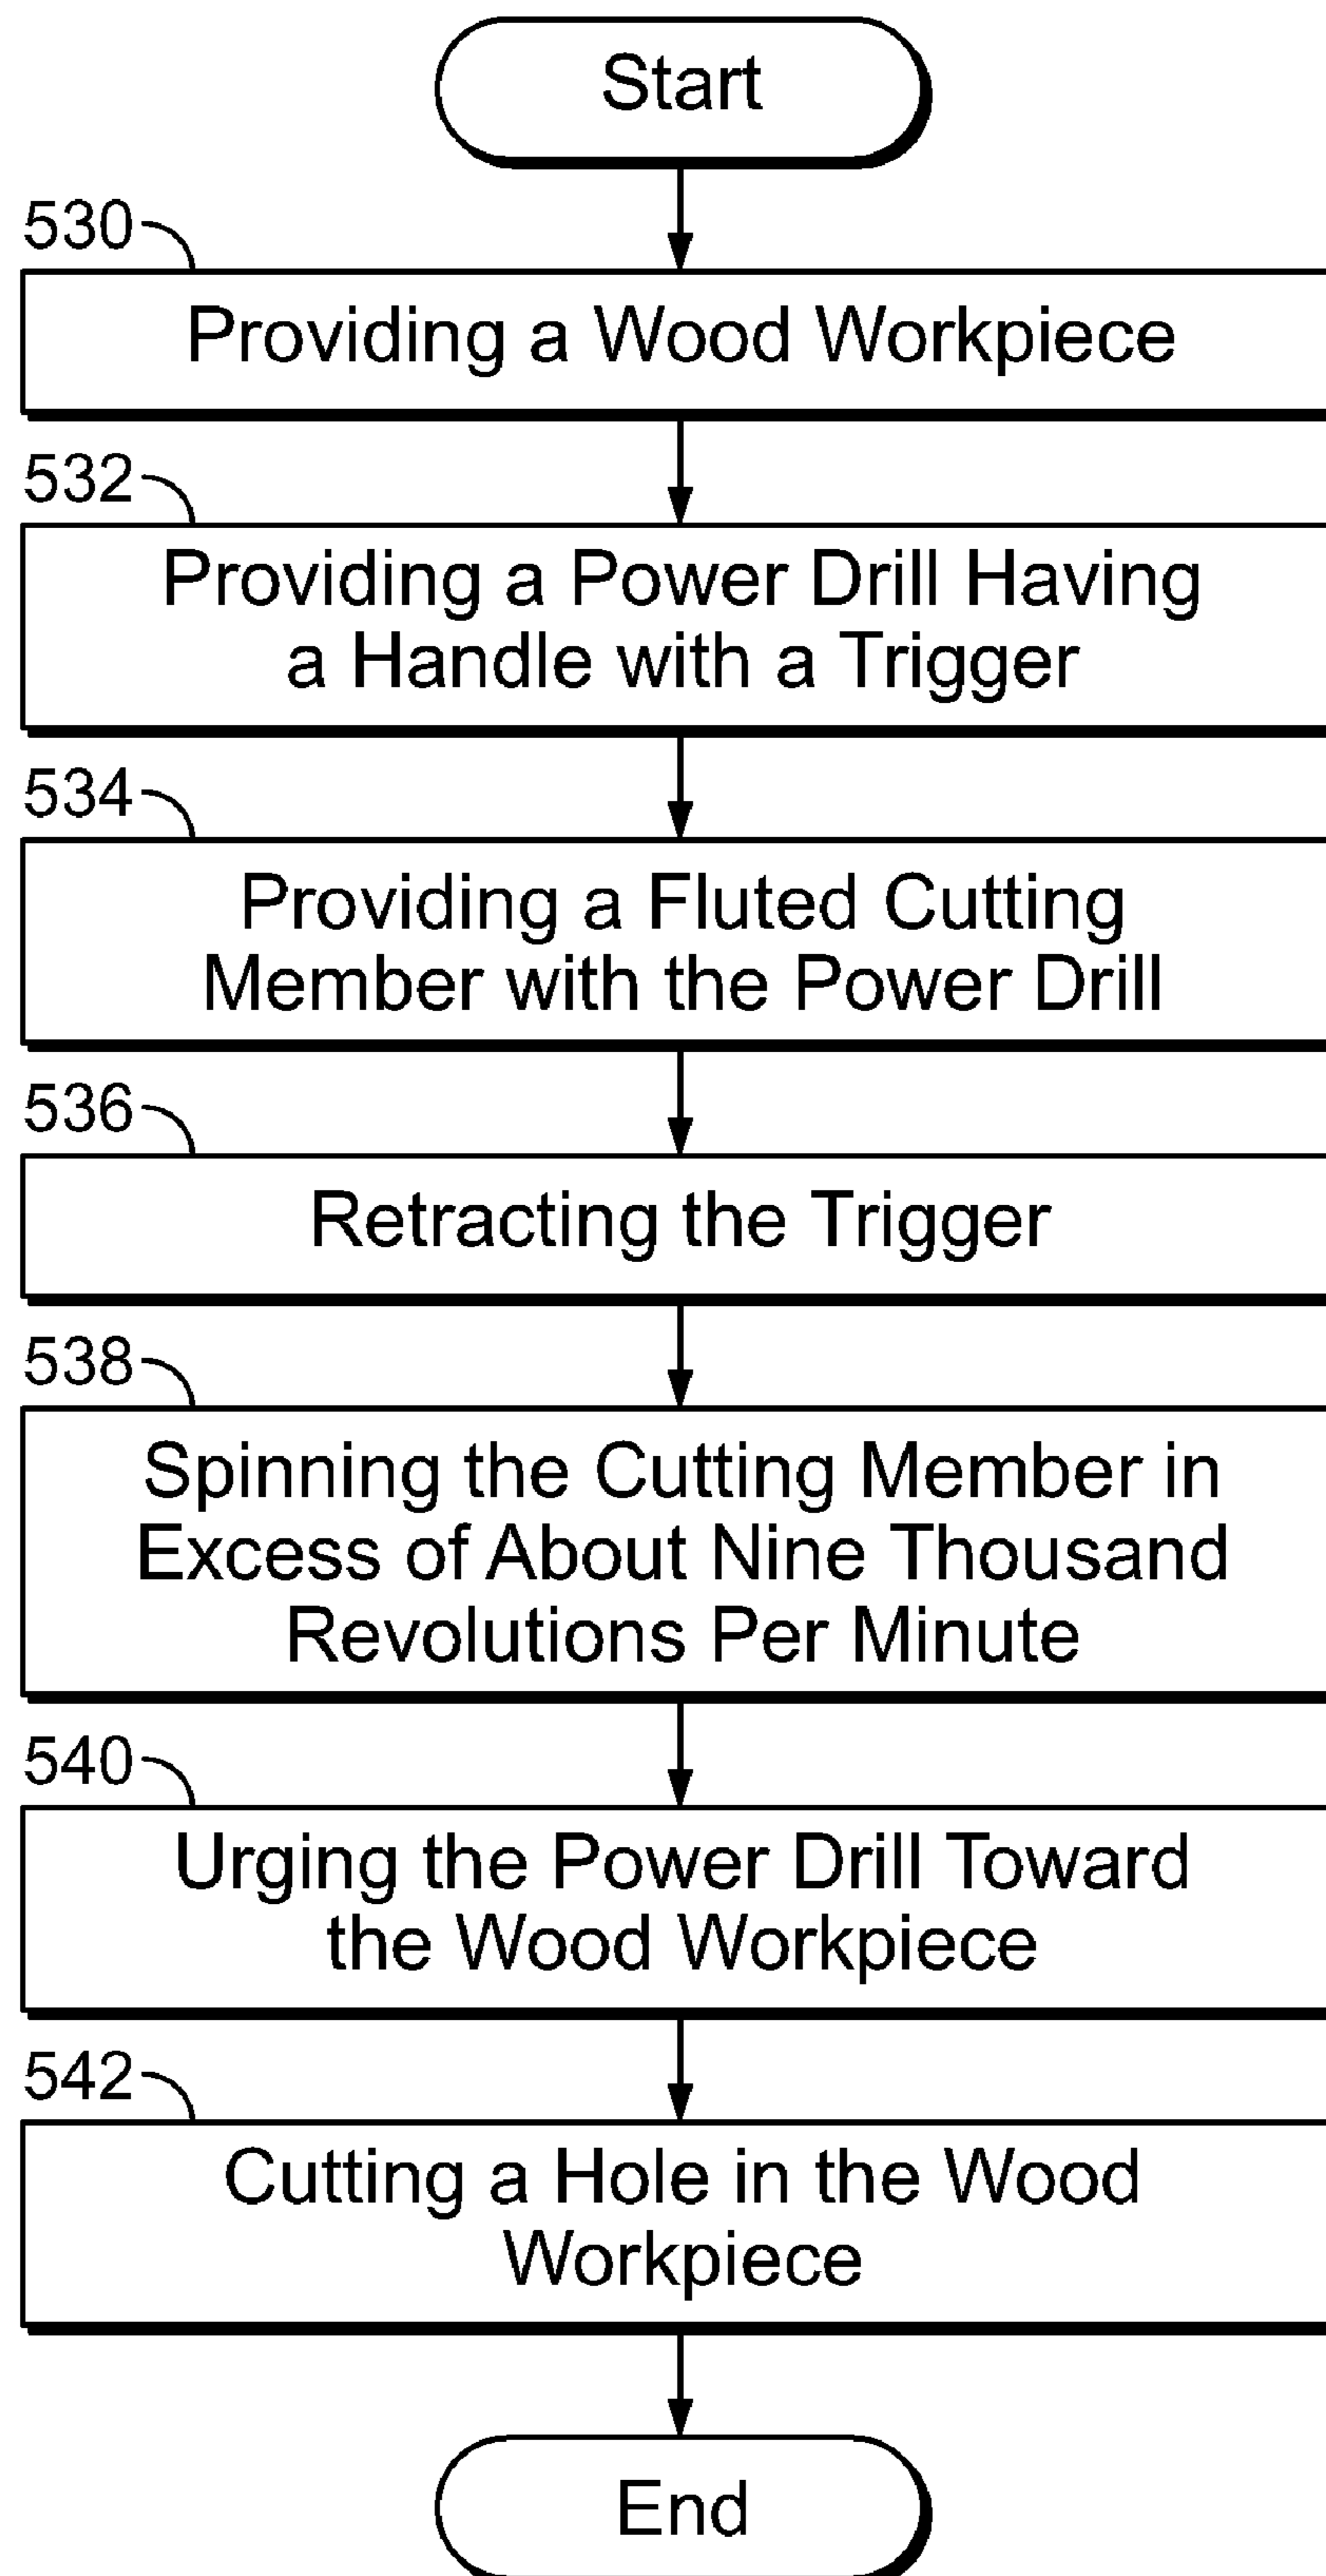 Start
530
Providing a Wood Workpiece
532
Providing a Power Drill Having
a Handle with a Trigger
534
Providing a Fluted Cutting
Member with the Power Drill
536
Retracting the Trigger
538
Spinning the Cutting Member in
Excess of About Nine Thousand
Revolutions Per Minute
540
Urging the Power Drill Toward
the Wood Workpiece
542
Cutting a Hole in the Wood
Workpiece
End